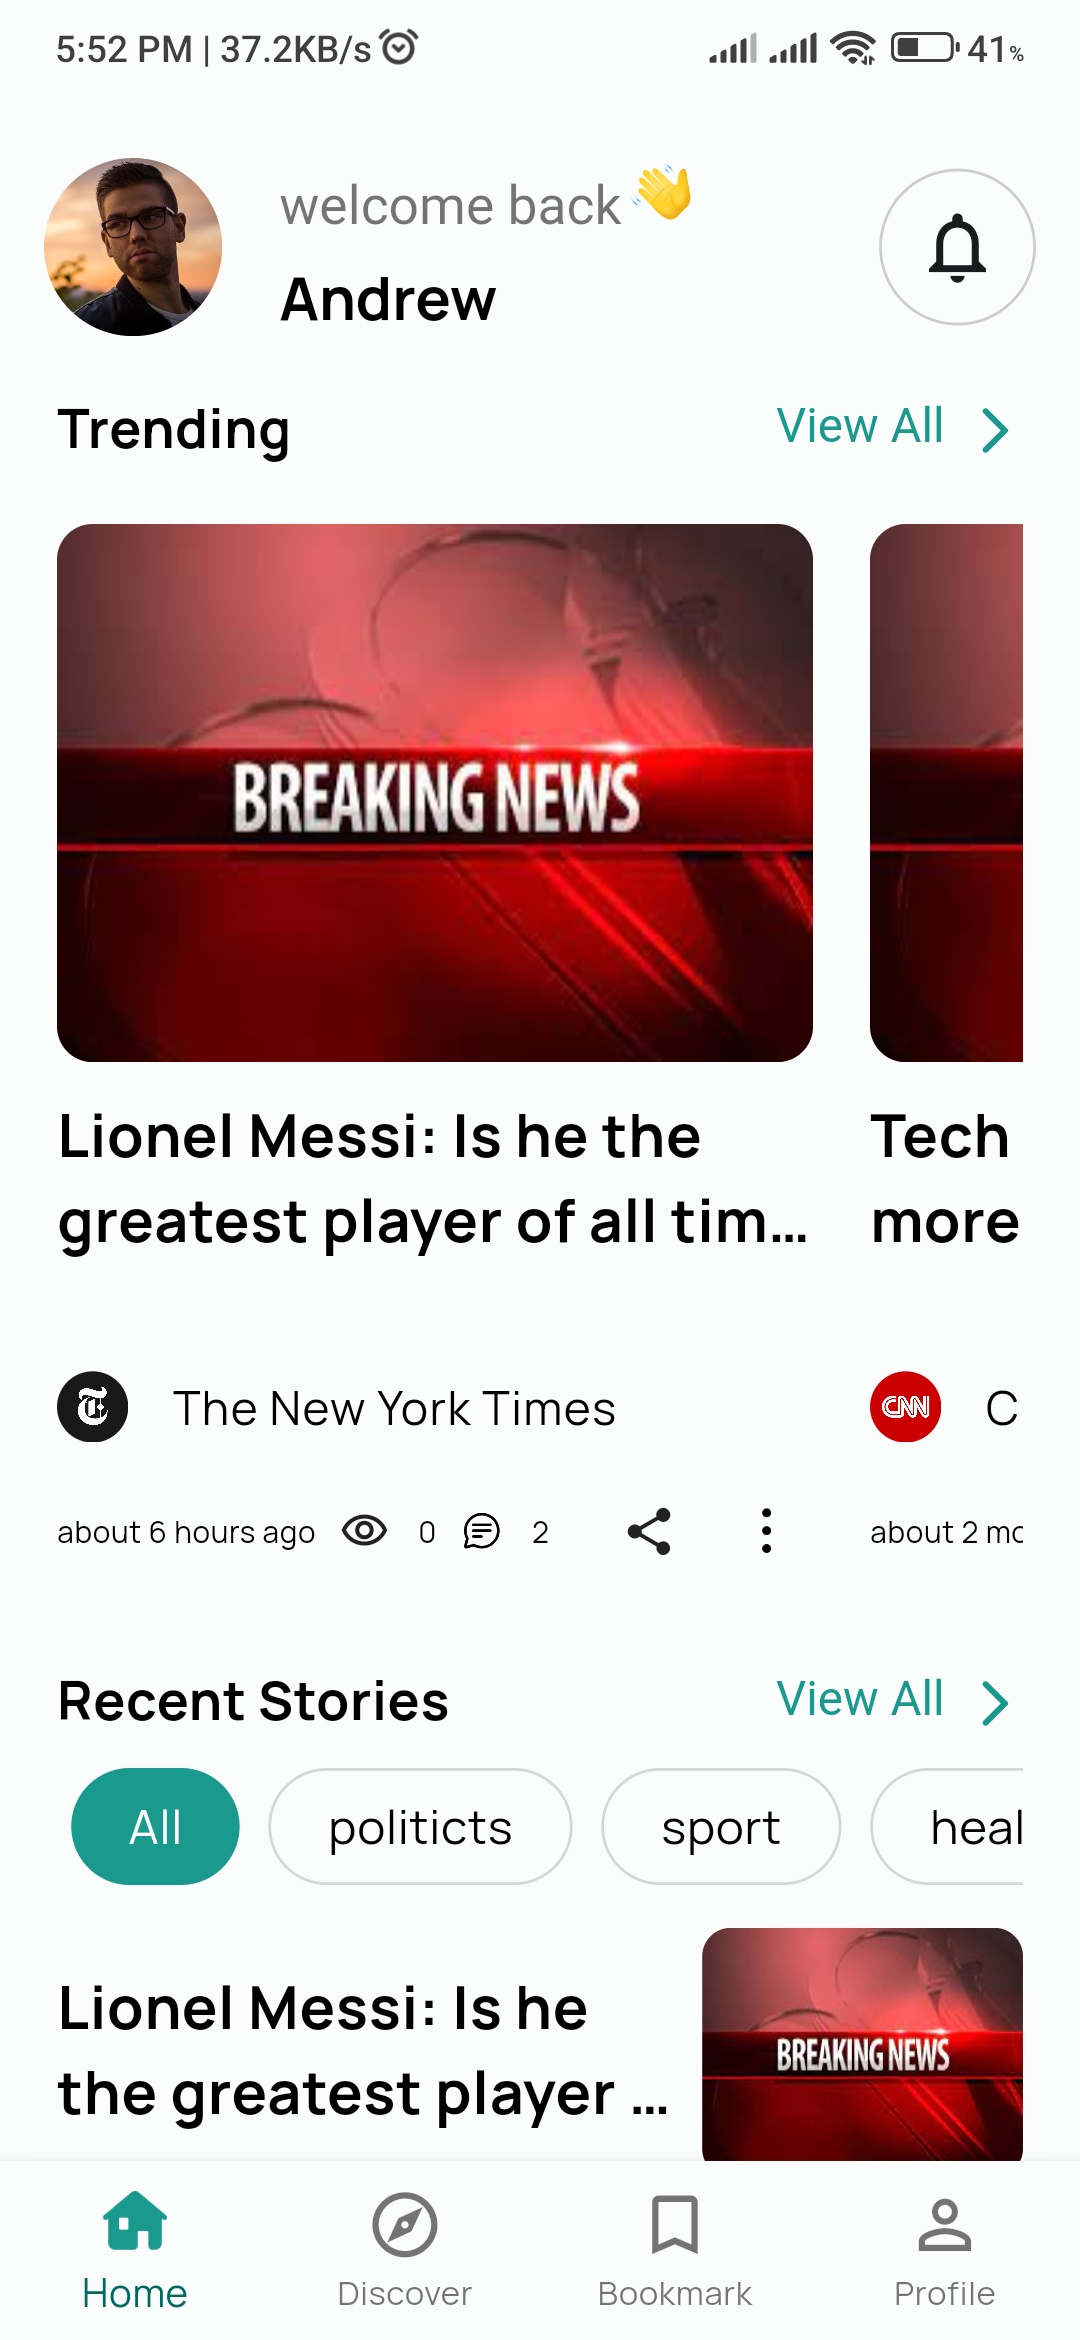 5:52 PM | 37.2KB/s 41%
welcome back 👋
Andrew
Trending View All
BREAKING NEWS
Lionel Messi: Is he the
greatest player of all tim...
Tech
more
The New York Times
CNN C
about 6 hours ago 0 2
about 2 mo
Recent Stories View All
All politicts sport heal
Lionel Messi: Is he
the greatest player ...
BREAKING NEWS
Home Discover Bookmark Profile